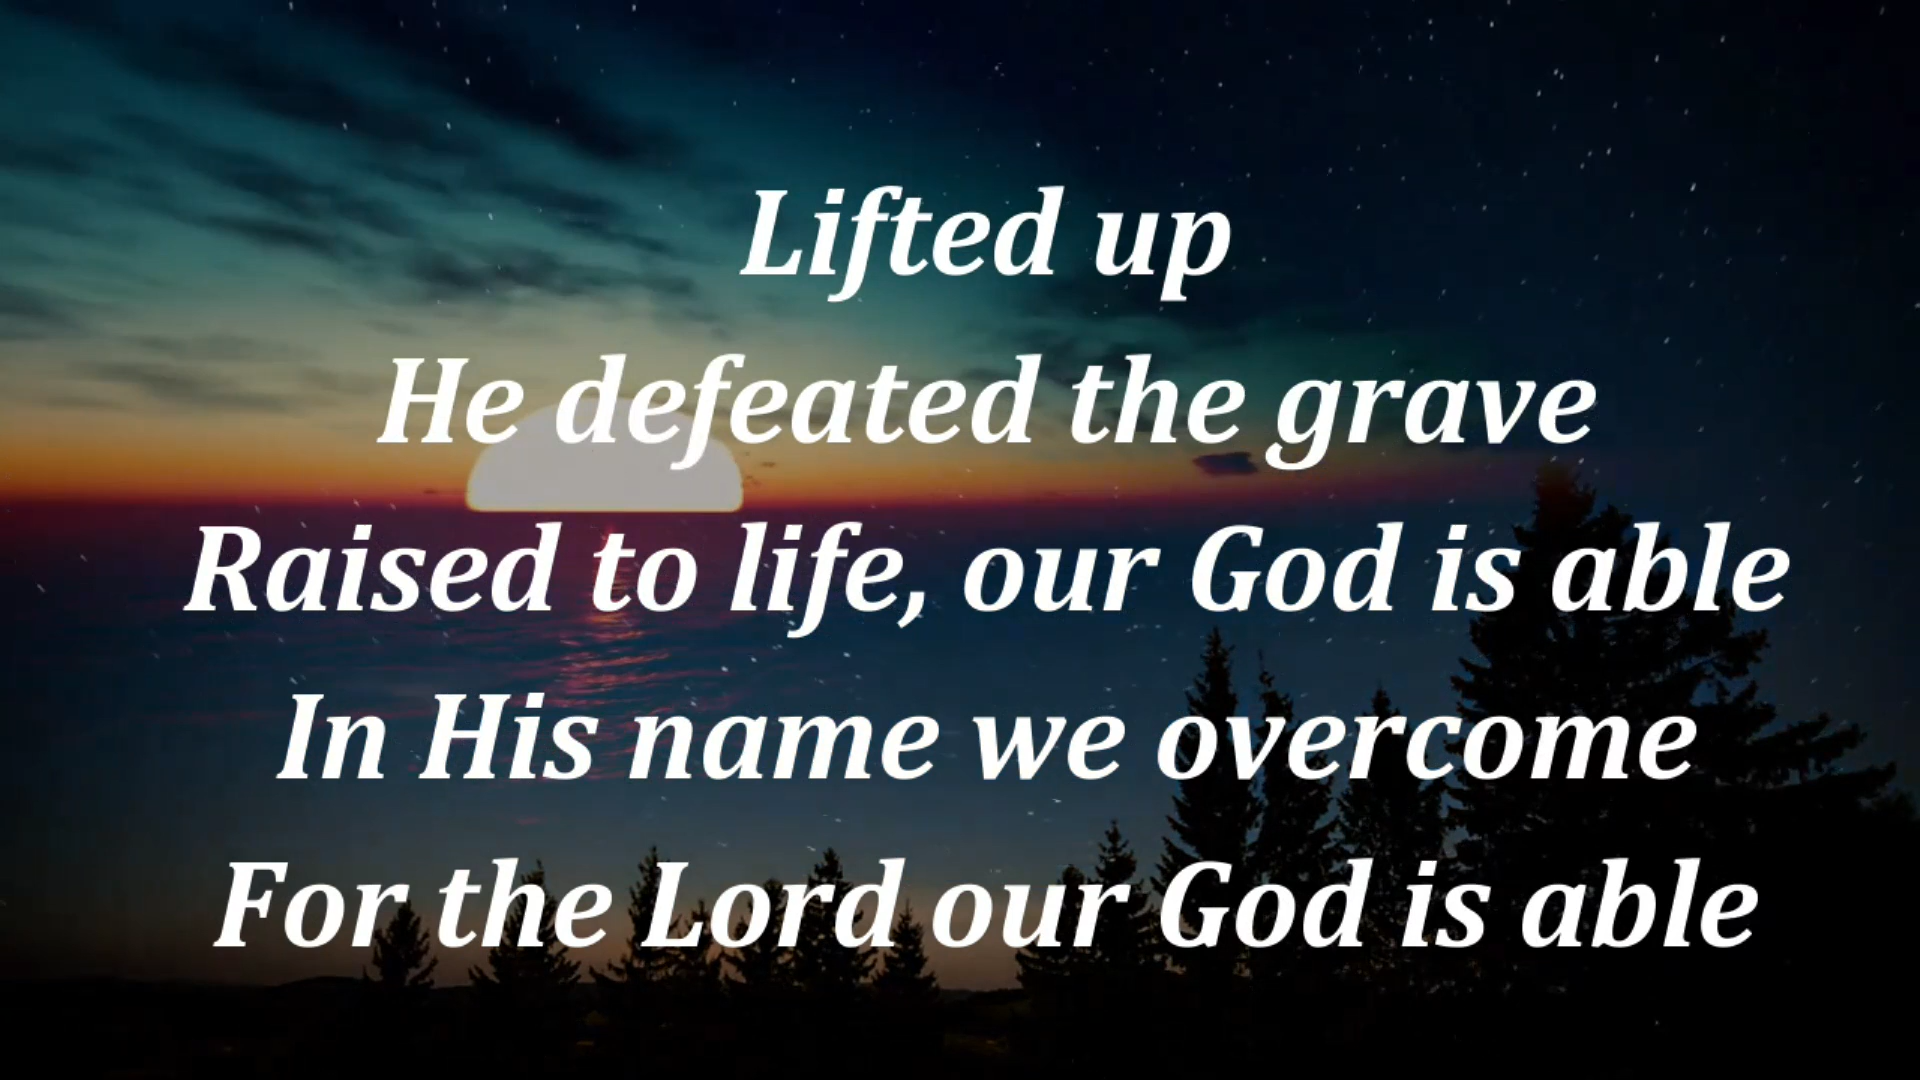 Lifted up
He defeated the grave
Raised to life, our God is able
In His name we overcome
For the Lord our God is able